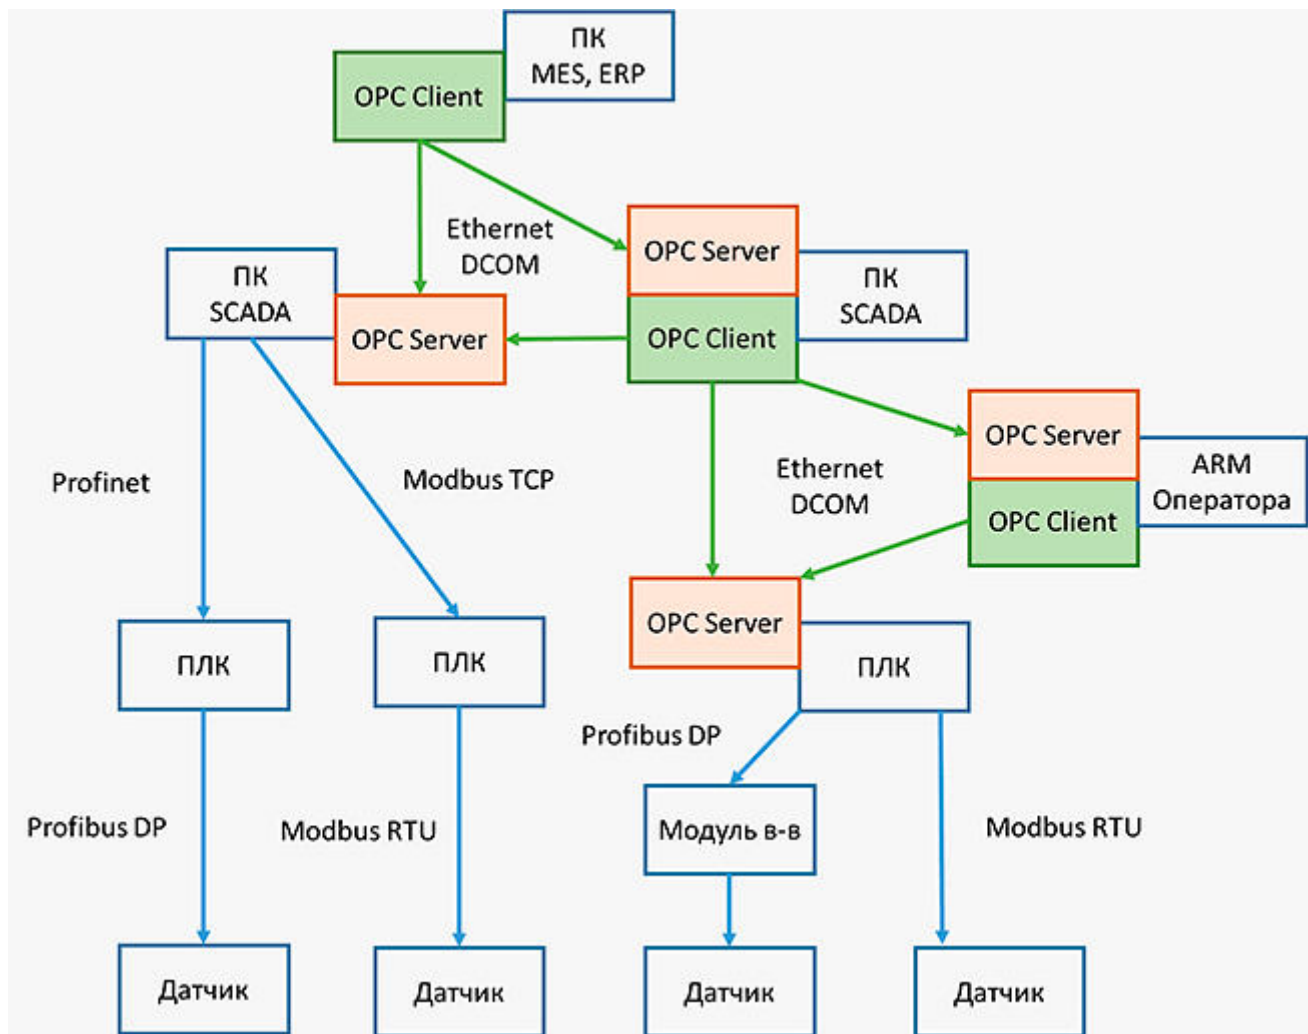 ПК
MES, ERP
OPC Client
Ethernet
DCOM
OPC Server
ПК
SCADA
ПК
SCADA
OPC Server
OPC Client
OPC Server
ARM
Оператора
OPC Client
Profinet
Modbus TCP
Ethernet
DCOM
OPC Server
ПЛК
ПЛК
ПЛК
Profibus DP
Profibus DP
Modbus RTU
Модуль в-в
Modbus RTU
Датчик
Датчик
Датчик
Датчик